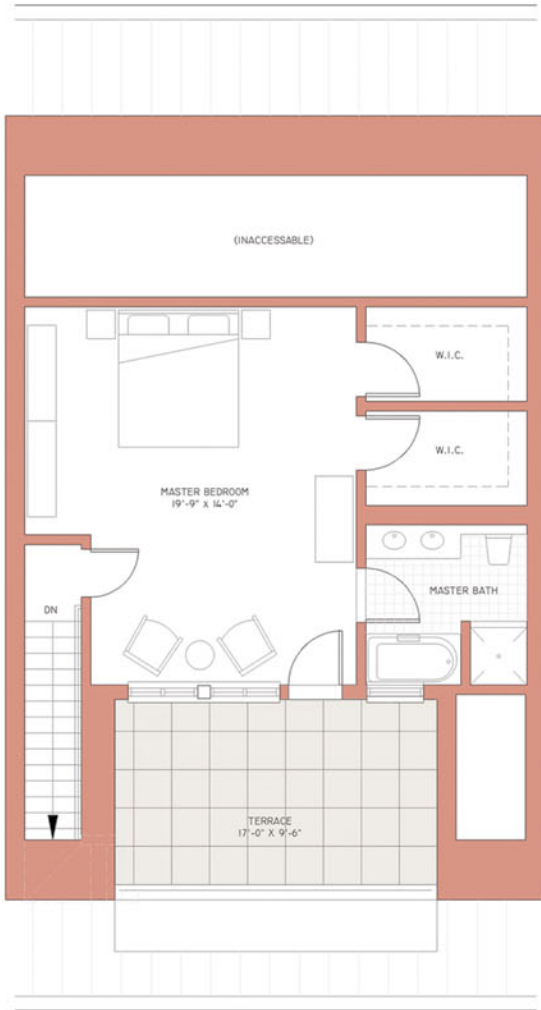 (INACCESSABLE)
W.I.C.
W.I.C.
MASTER BEDROOM
19'-9" X 14'-0"
MASTER BATH
DN
TERRACE
17'-0" X 9'-6"